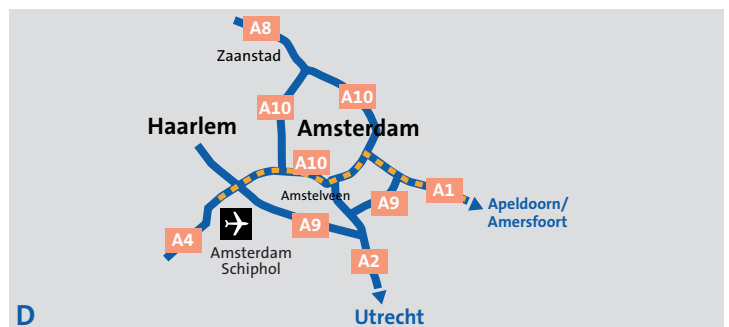 A8
Zaanstad
A10
A10
Haarlem
Amsterdam
A10
Amstelveen
A1
A9
Apeldoorn/
Amersfoort
A9
A4
Amsterdam
Schiphol
A2
D
Utrecht